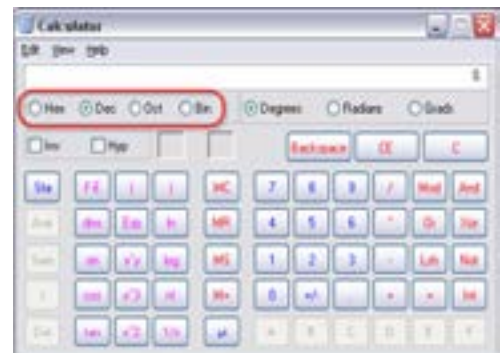 Calculator
Edit View Help
0.
Hex Dec Oct Bin Degrees Radians Grads
Inv Hyp Backspace CE C
Sta F-E ( ) MC 7 8 9 / Mod And
Ave dms Exp ln MR 4 5 6 * Or Xor
Sum sin x^y log MS 1 2 3 - Lsh Not
s cos x^3 n! M+ 0 +/- . + = Int
Dat tan x^2 1/x pi A B C D E F